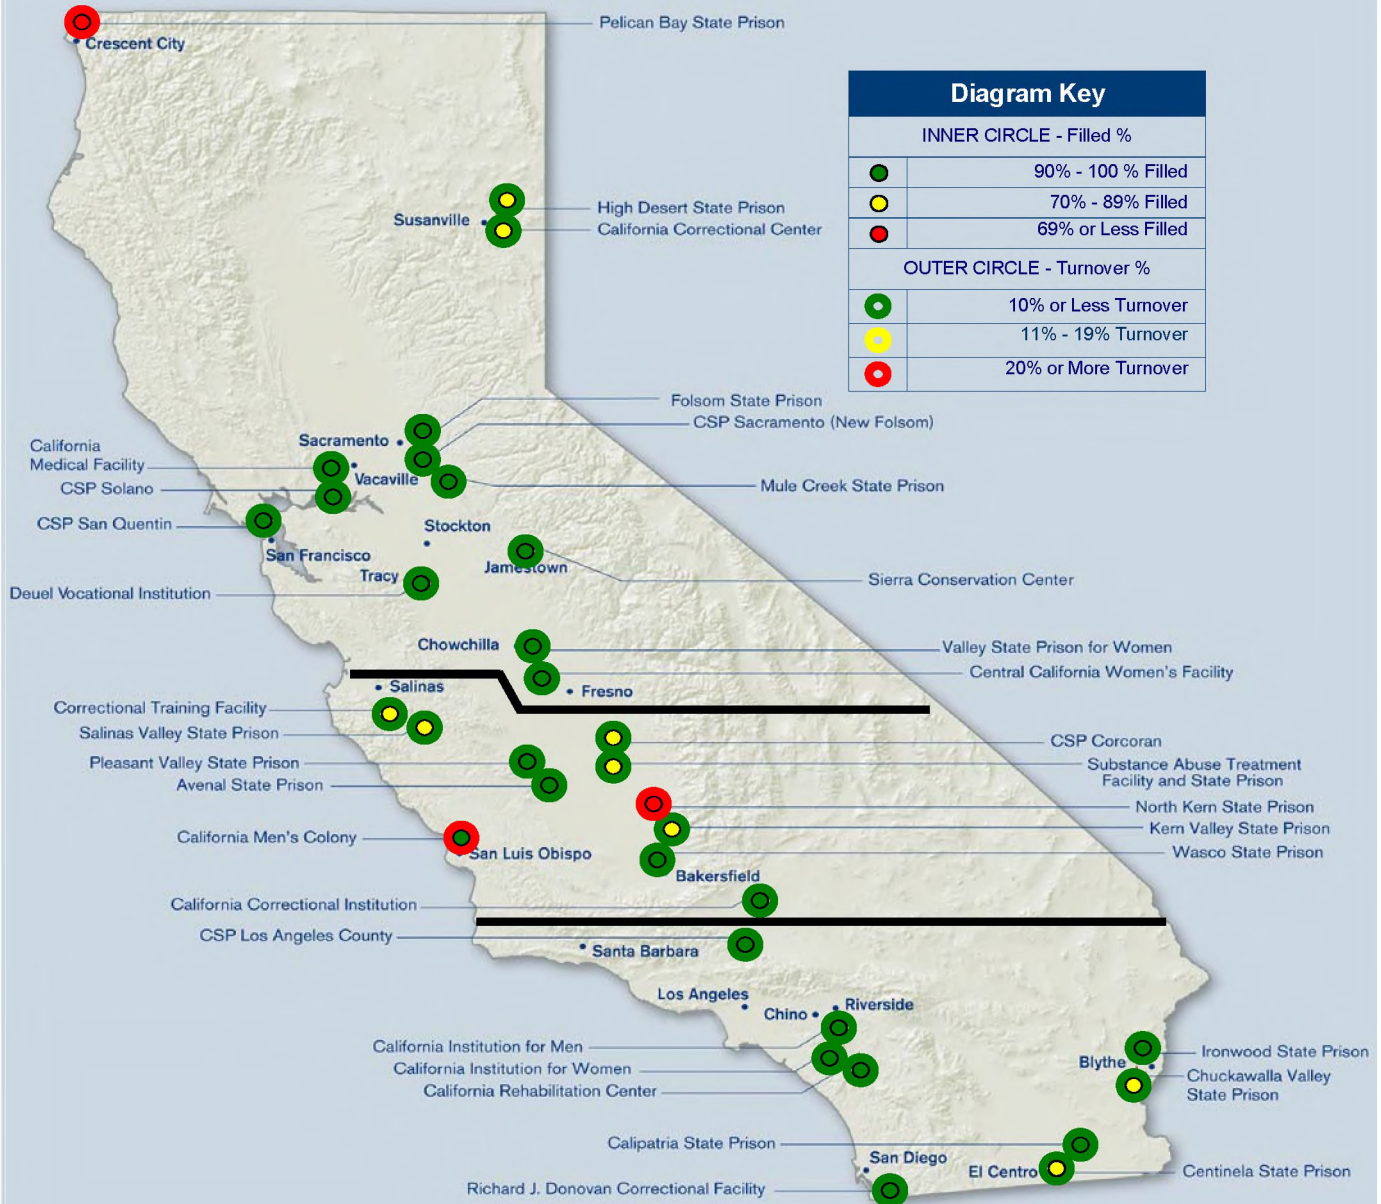 Pelican Bay State Prison
Crescent City
Diagram Key
INNER CIRCLE - Filled %
90% - 100 % Filled
70% - 89% Filled
69% or Less Filled
OUTER CIRCLE - Turnover %
10% or Less Turnover
11% - 19% Turnover
20% or More Turnover
High Desert State Prison
Susanville
California Correctional Center
Folsom State Prison
CSP Sacramento (New Folsom)
Sacramento
California
Medical Facility
Vacaville
CSP Solano
Mule Creek State Prison
CSP San Quentin
Stockton
San Francisco
Jamestown
Tracy
Sierra Conservation Center
Deuel Vocational Institution
Chowchilla
Valley State Prison for Women
Central California Women's Facility
Salinas
Fresno
Correctional Training Facility
Salinas Valley State Prison
CSP Corcoran
Pleasant Valley State Prison
Substance Abuse Treatment
Facility and State Prison
Avenal State Prison
North Kern State Prison
Kern Valley State Prison
California Men's Colony
San Luis Obispo
Wasco State Prison
Bakersfield
California Correctional Institution
CSP Los Angeles County
Santa Barbara
Los Angeles
Riverside
Chino
California Institution for Men
Ironwood State Prison
Blythe
California Institution for Women
Chuckawalla Valley
State Prison
California Rehabilitation Center
Calipatria State Prison
San Diego
El Centro
Centinela State Prison
Richard J. Donovan Correctional Facility